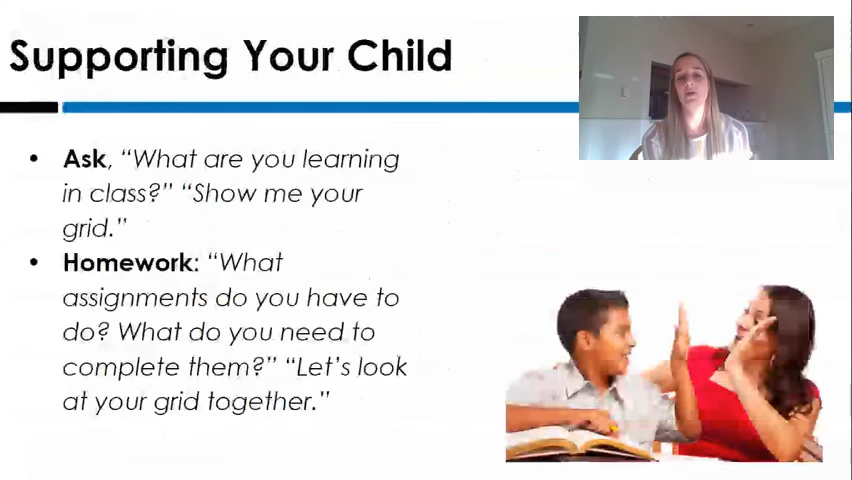 Supporting Your Child
• Ask, “What are you learning
in class?” “Show me your
grid.”
• Homework: “What
assignments do you have to
do? What do you need to
complete them?” “Let’s look
at your grid together.”